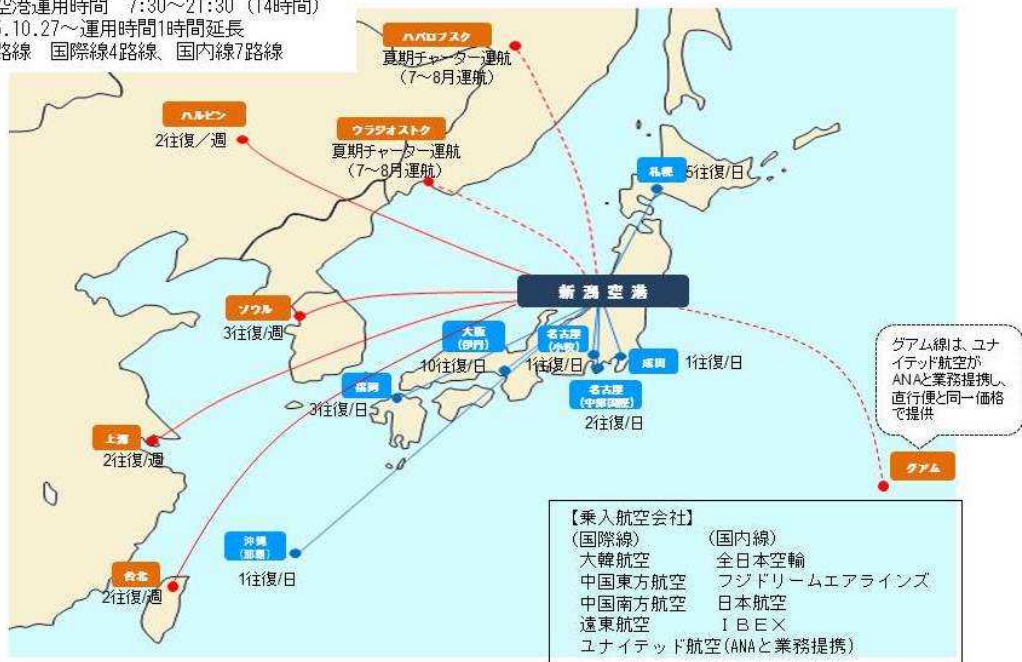 空港運用時間 7:30～21:30（14時間）
.10.27～運用時間1時間延長
路線 国際線4路線、国内線7路線
ハバロフスク
夏期チャーター運航
（7～8月運航）
ハルビン
2往復／週
ウラジオストク
夏期チャーター運航
（7～8月運航）
札幌
5往復/日
新潟空港
ソウル
3往復/週
大阪
（伊丹）
10往復/日
名古屋
（小牧）
1往復/日
成田
1往復/日
名古屋
（中部国際）
2往復/日
福岡
3往復/日
上海
2往復/週
グアム線は、ユナ
イテッド航空が
ANAと業務提携し、
直行便と同一価格
で提供
グアム
沖縄
（那覇）
1往復/日
台北
2往復/週
【乗入航空会社】
（国際線） （国内線）
大韓航空 全日本空輸
中国東方航空 フジドリームエアラインズ
中国南方航空 日本航空
遠東航空 ＩＢＥＸ
ユナイテッド航空(ANAと業務提携)